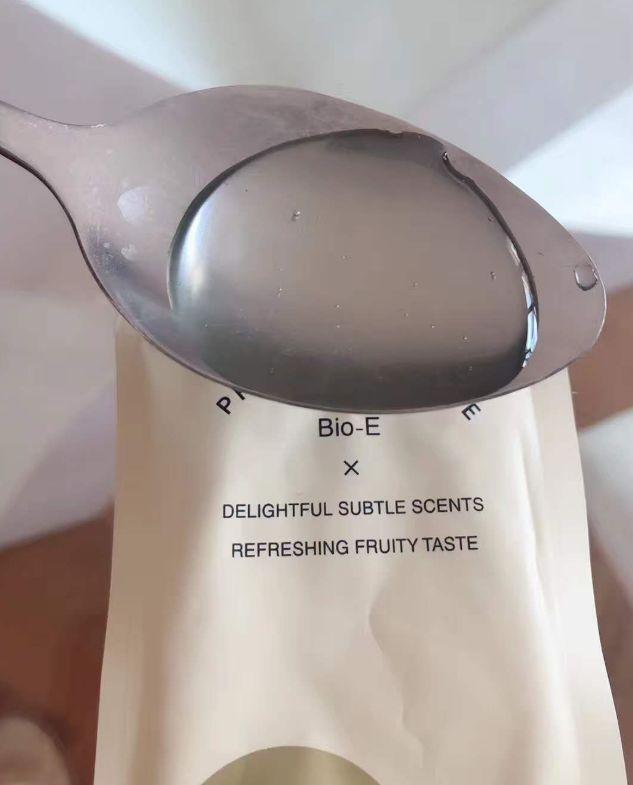 Bio-E
×
DELIGHTFUL SUBTLE SCENTS
REFRESHING FRUITY TASTE